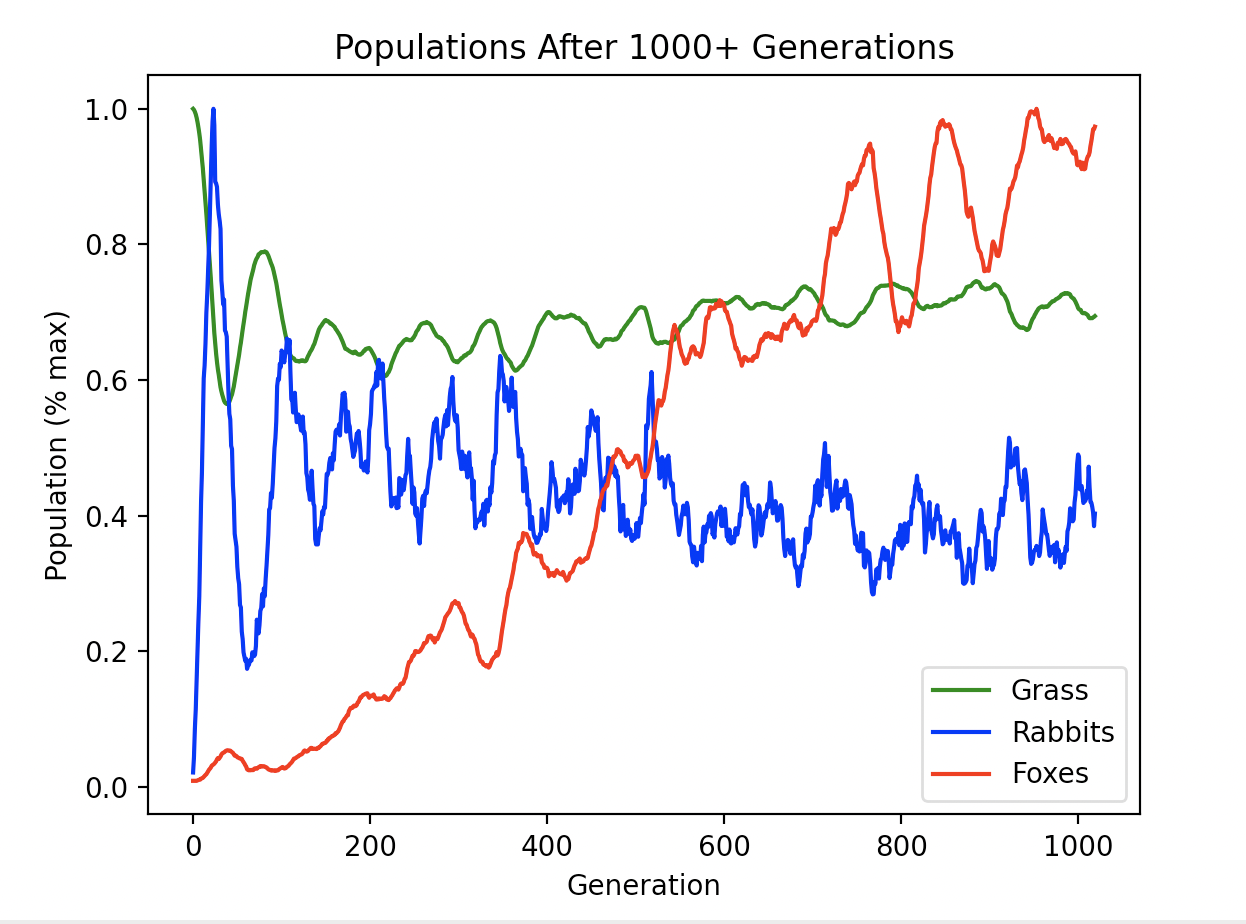 Populations After 1000+ Generations
Population (% max)
1.0
0.8
0.6
0.4
0.2
0.0
Grass
Rabbits
Foxes
0 200 400 600 800 1000
Generation